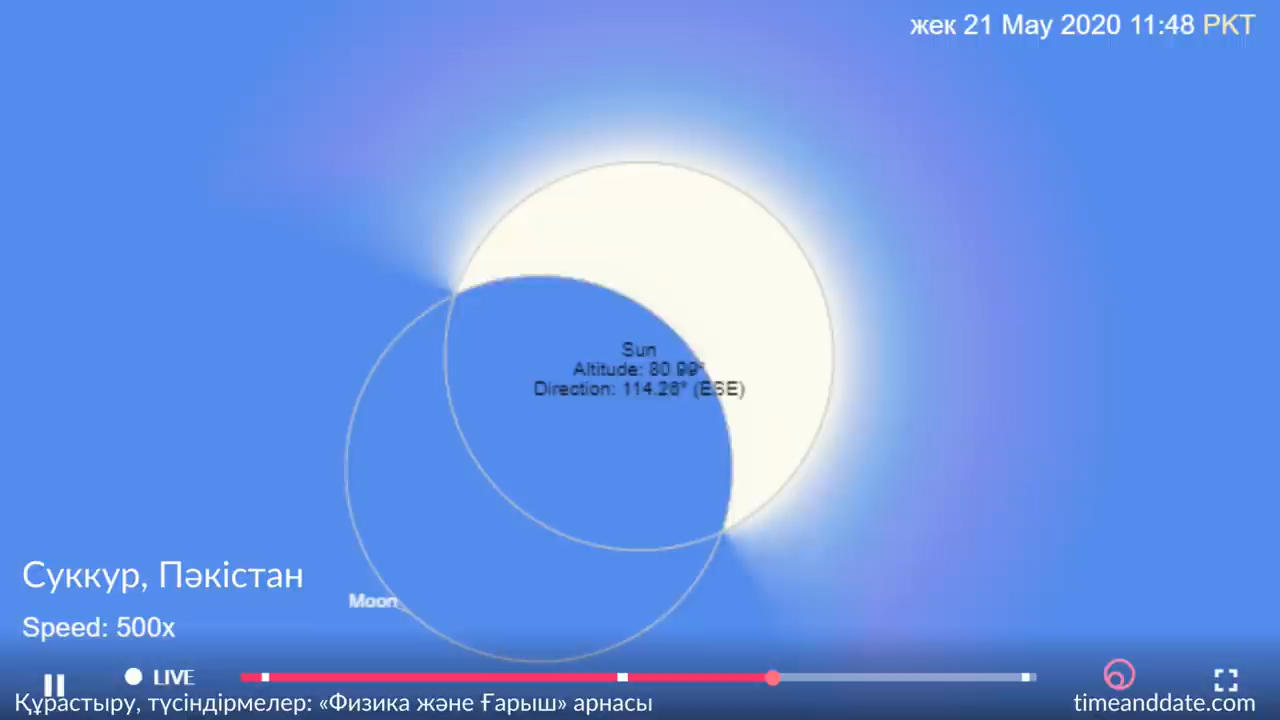 жек 21 May 2020 11:48 PKT
Sun
Altitude: 80.99°
Direction: 114.26° (ESE)
Суккур, Пәкістан
Moon
Speed: 500x
LIVE
Құрастыру, түсіндірмелер: «Физика және Ғарыш» арнасы
timeanddate.com